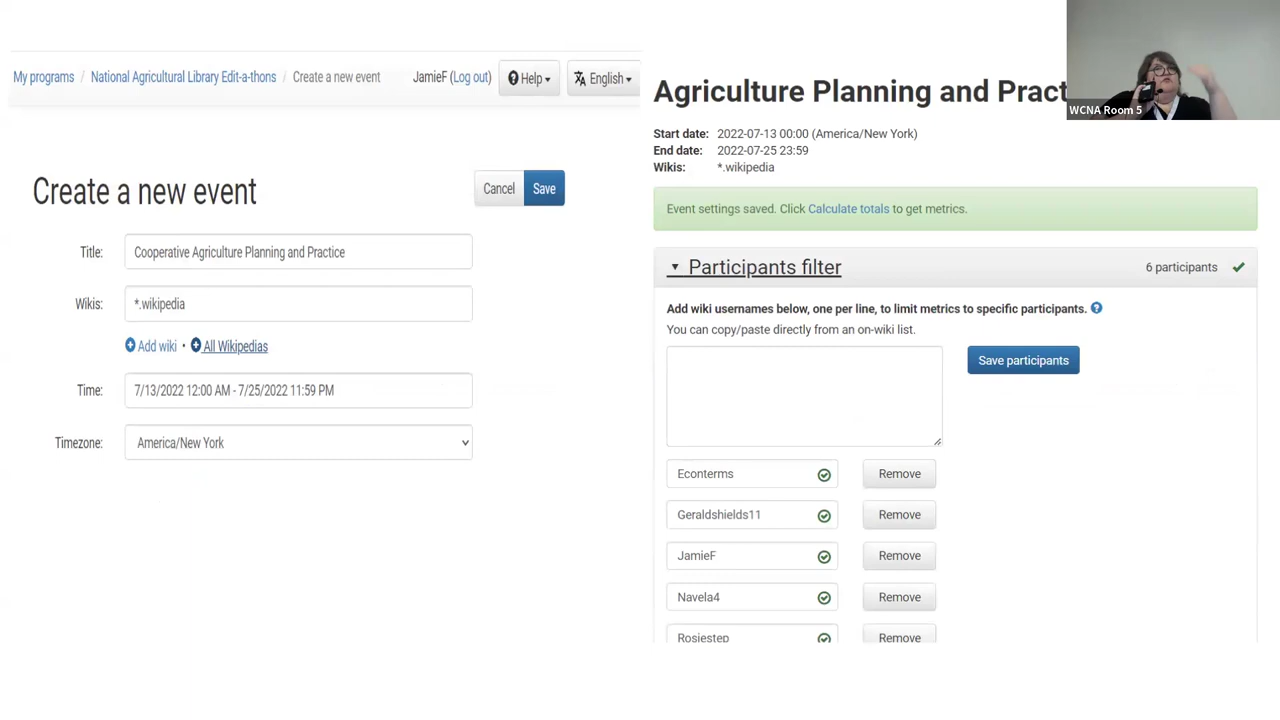 My programs / National Agricultural Library Edit-a-thons / Create a new event JamieF (Log out) Help English
Create a new event
Cancel Save
Title: Cooperative Agriculture Planning and Practice
Wikis: *.wikipedia
Add wiki • All Wikipedias
Time: 7/13/2022 12:00 AM - 7/25/2022 11:59 PM
Timezone: America/New York
Agriculture Planning and Pract
WCNA Room 5
Start date: 2022-07-13 00:00 (America/New York)
End date: 2022-07-25 23:59
Wikis: *.wikipedia
Event settings saved. Click Calculate totals to get metrics.
Participants filter 6 participants
Add wiki usernames below, one per line, to limit metrics to specific participants.
You can copy/paste directly from an on-wiki list.
Save participants
Econterms Remove
Geraldshields11 Remove
JamieF Remove
Navela4 Remove
Rosiestep Remove